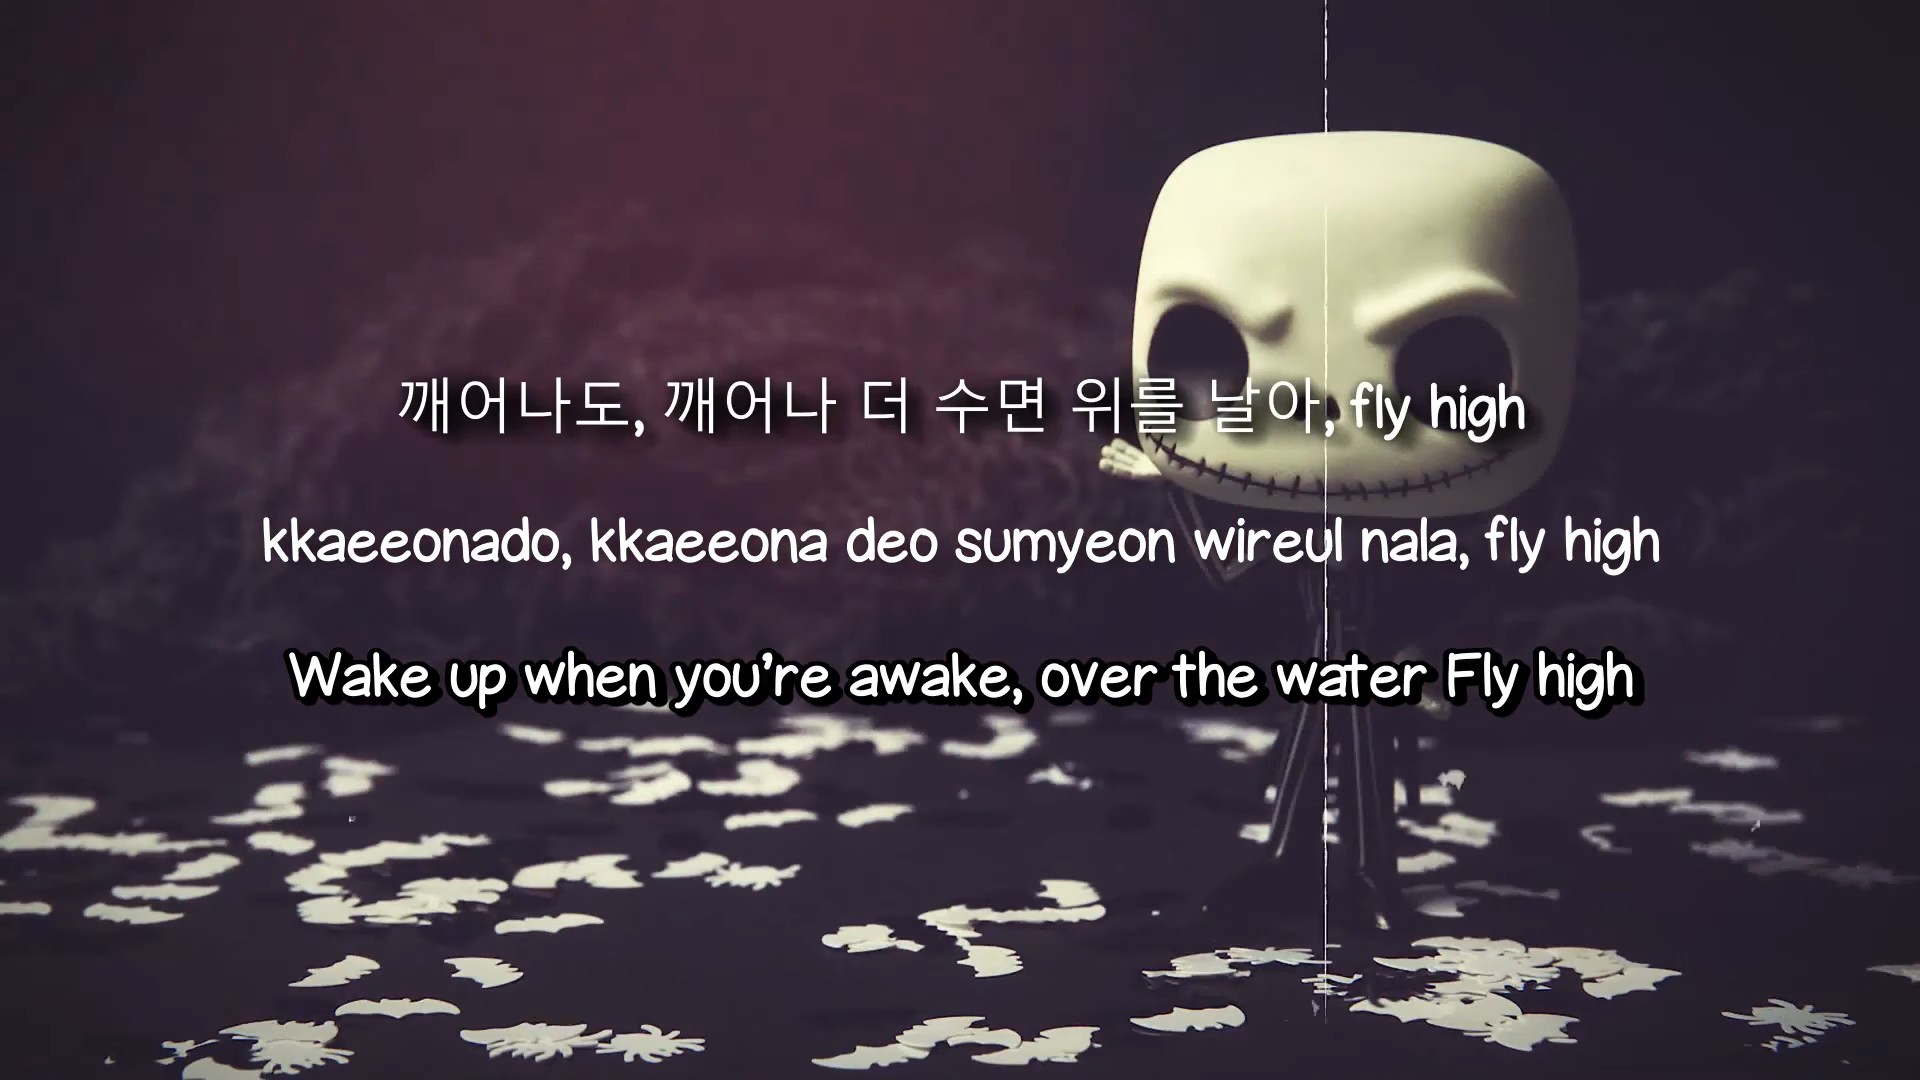 깨어나도, 깨어나 더 수면 위를 날아, fly high
kkaeeonado, kkaeeona deo sumyeon wireul nala, fly high
Wake up when you're awake, over the water Fly high